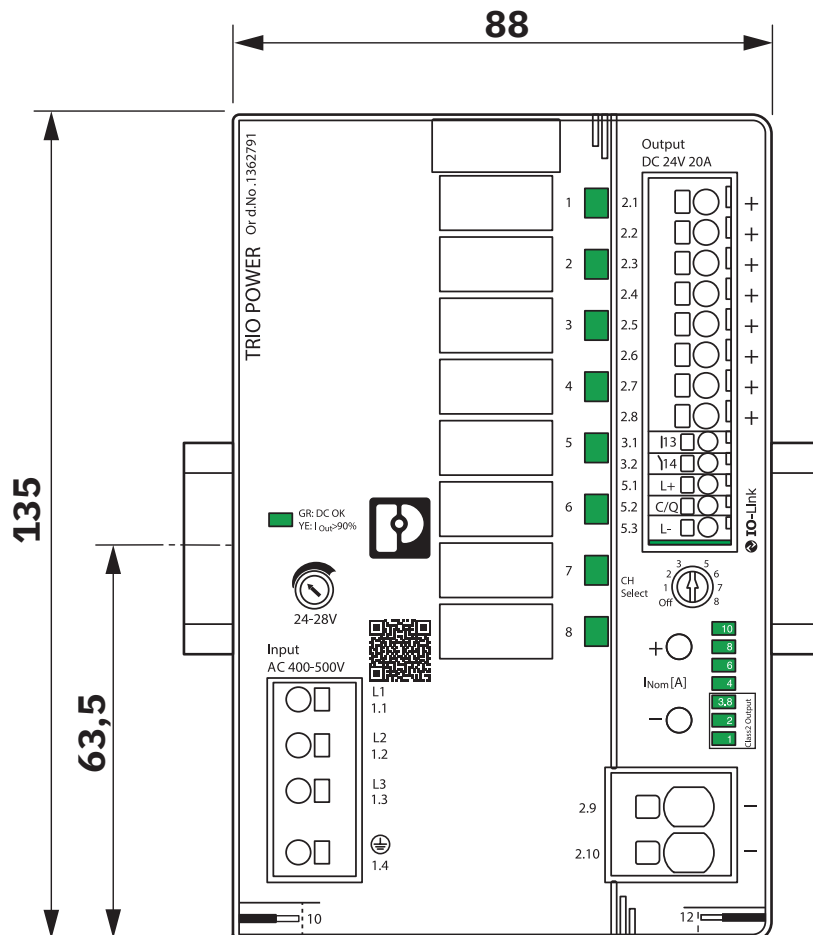 88
135
63,5
TRIO POWER Or d.No .1362791
Output
DC 24V 20A
1
2
3
4
5
6
7
8
2.1 +
2.2 +
2.3 +
2.4 +
2.5 +
2.6 +
2.7 +
2.8 +
3.1 13
3.2 14
5.1 L+
5.2 C/Q
5.3 L-
IO-Link
GR: DC OK
YE: I Out>90%
24-28V
CH
Select
Off 1 2 3 5 6 7 8
+
INom [A]
−
10
8
6
4
3.8
2
1
Class2 Output
Input
AC 400-500V
L1
1.1
L2
1.2
L3
1.3
1.4
2.9 −
2.10 −
10
12